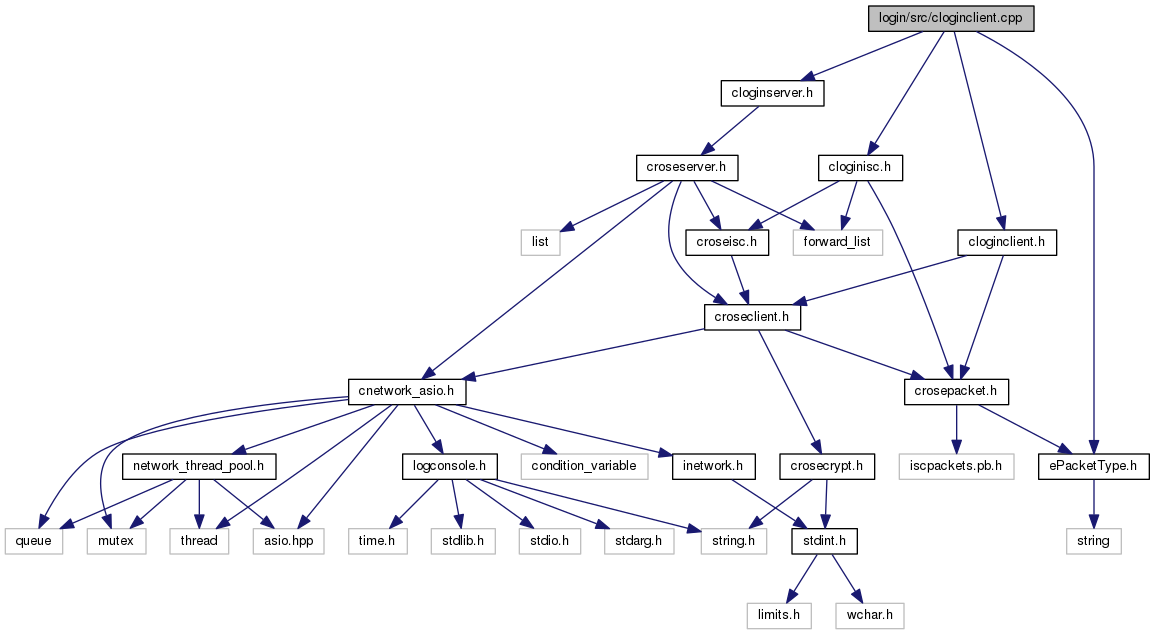 login/src/cloginclient.cpp
cloginserver.h
croseserver.h
cloginisc.h
list
croseisc.h
forward_list
cloginclient.h
croseclient.h
cnetwork_asio.h
crosepacket.h
network_thread_pool.h
logconsole.h
condition_variable
inetwork.h
crosecrypt.h
iscpackets.pb.h
ePacketType.h
queue
mutex
thread
asio.hpp
time.h
stdlib.h
stdio.h
stdarg.h
string.h
stdint.h
string
limits.h
wchar.h